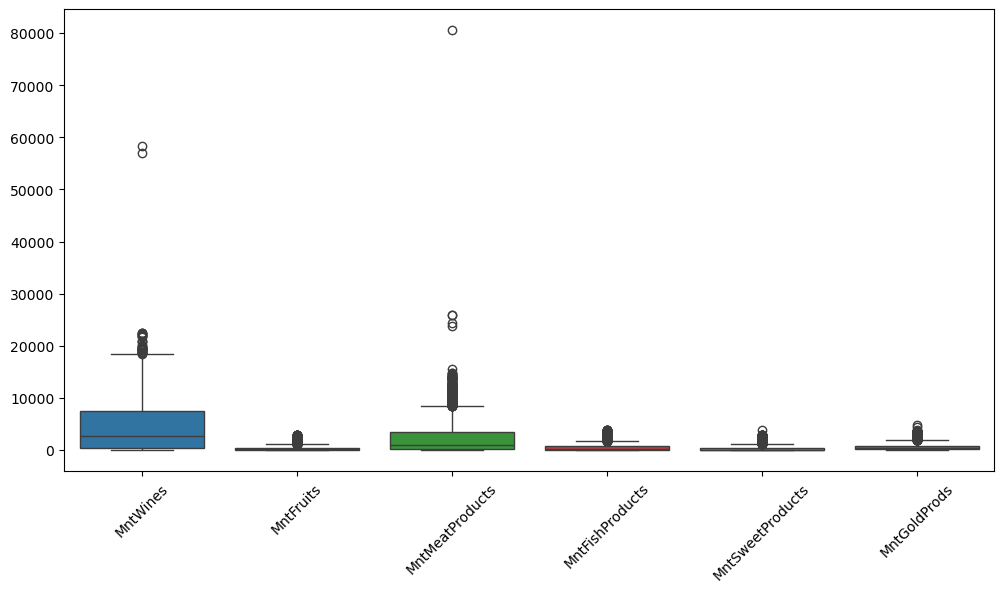 80000
70000
60000
50000
40000
30000
20000
10000
0
MntWines
MntFruits
MntMeatProducts
MntFishProducts
MntSweetProducts
MntGoldProds